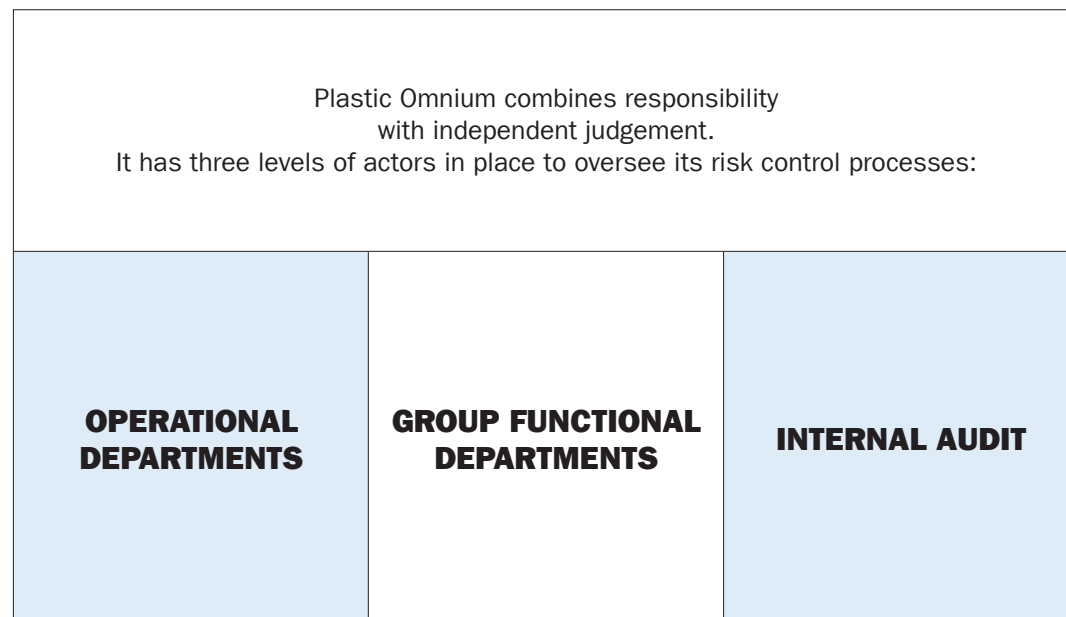 Plastic Omnium combines responsibility
with independent judgement.
It has three levels of actors in place to oversee its risk control processes:
OPERATIONAL
DEPARTMENTS
GROUP FUNCTIONAL
DEPARTMENTS
INTERNAL AUDIT